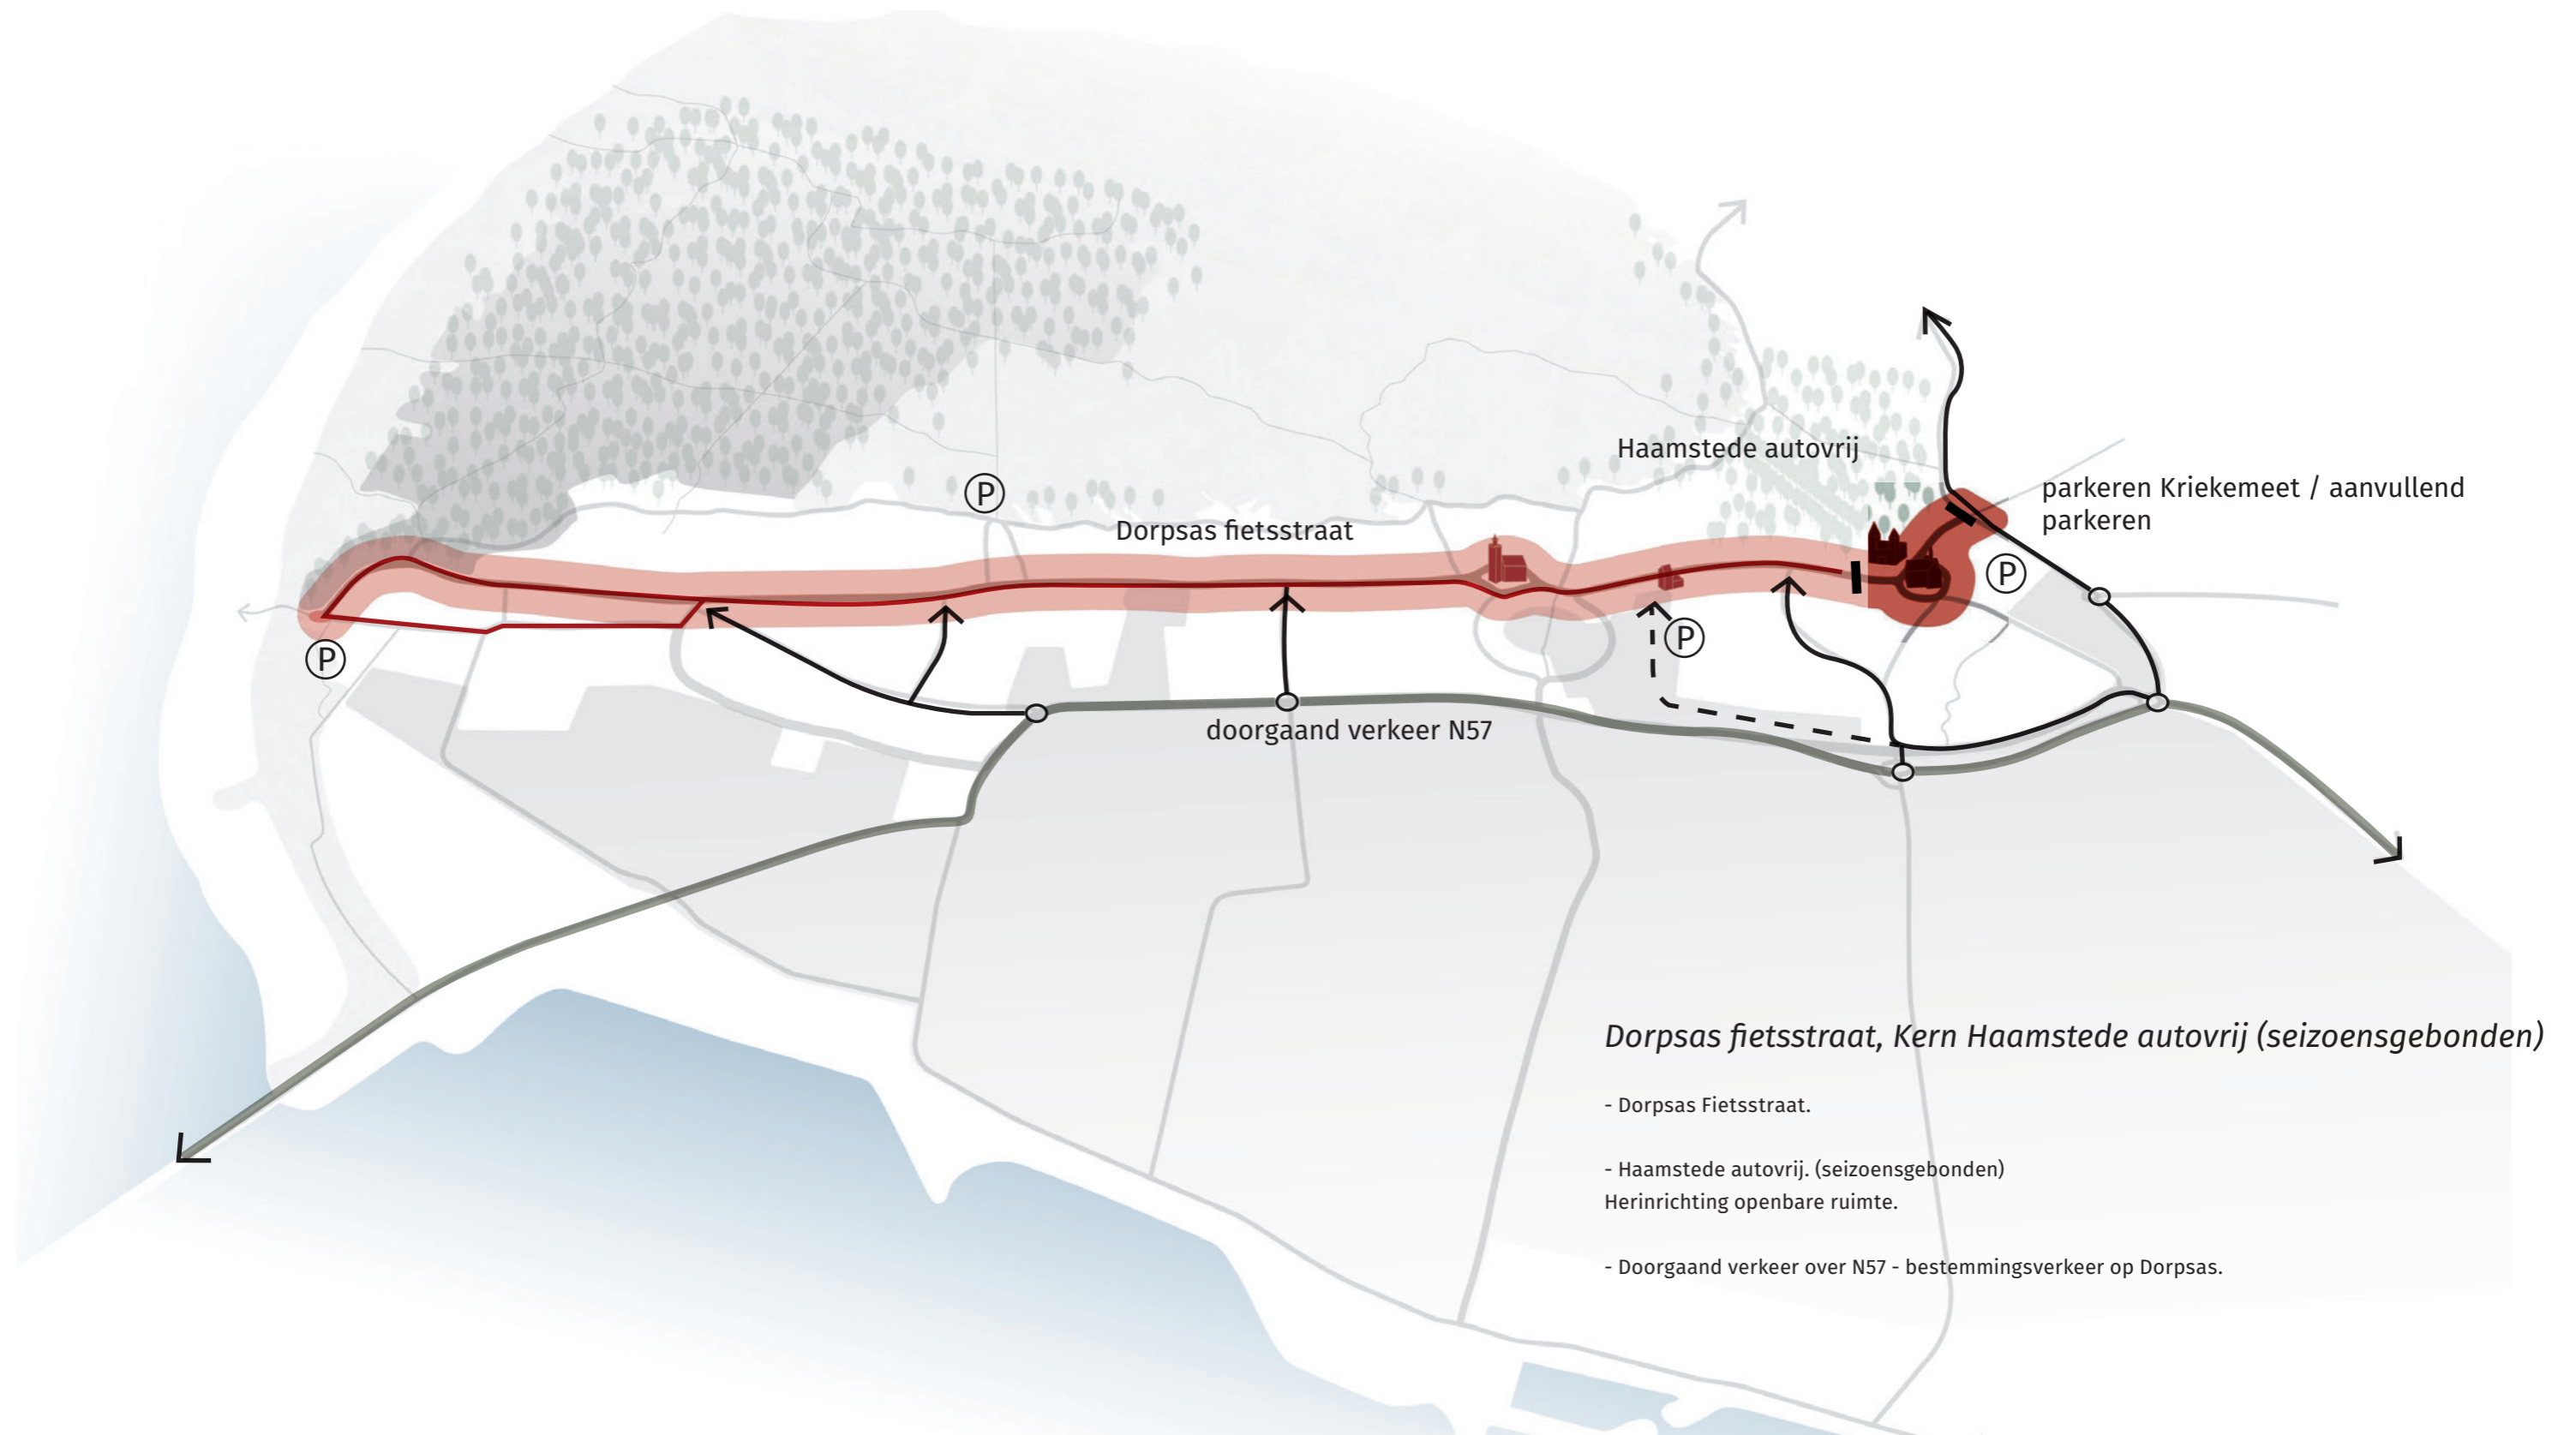 Haamstede autovrij
parkeren Kriekemeet / aanvullend
parkeren
P
Dorpsas fietsstraat
P
P
P
doorgaand verkeer N57
Dorpsas fietsstraat, Kern Haamstede autovrij (seizoensgebonden)
- Dorpsas Fietsstraat.
- Haamstede autovrij. (seizoensgebonden)
Herinrichting openbare ruimte.
- Doorgaand verkeer over N57 - bestemmingsverkeer op Dorpsas.